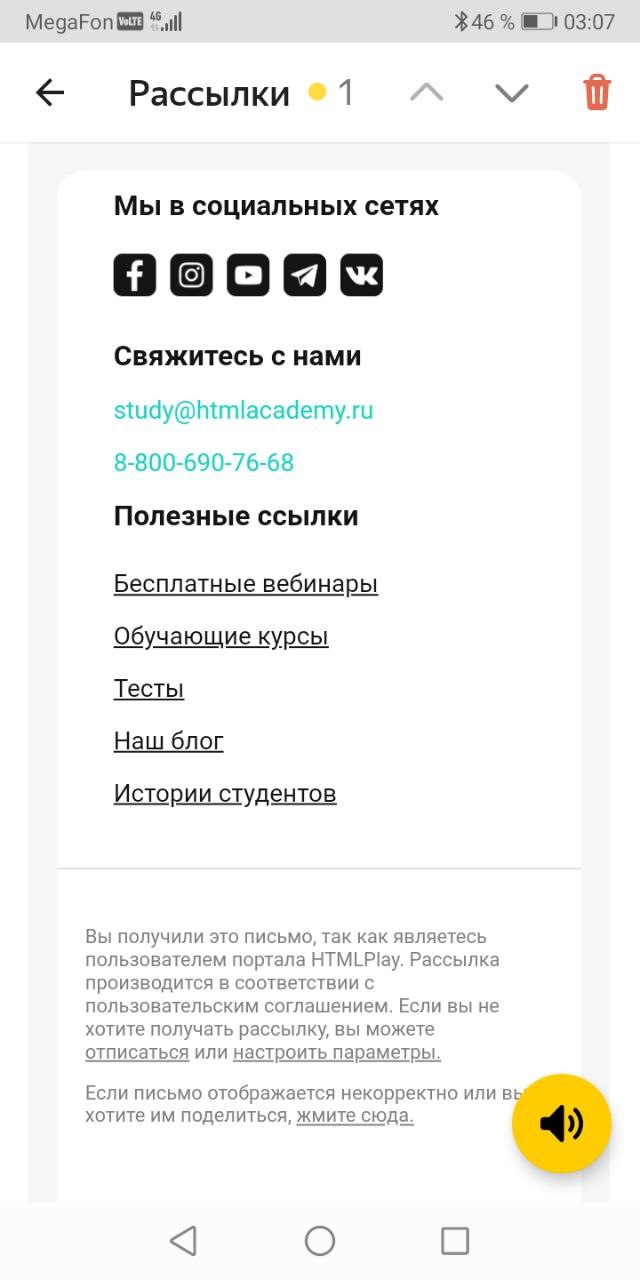 MegaFon VoLTE 4G 46 % 03:07
Рассылки 1
Мы в социальных сетях
Свяжитесь с нами
study@htmlacademy.ru
8-800-690-76-68
Полезные ссылки
Бесплатные вебинары
Обучающие курсы
Тесты
Наш блог
Истории студентов
Вы получили это письмо, так как являетесь
пользователем портала HTMLPlay. Рассылка
производится в соответствии с
пользовательским соглашением. Если вы не
хотите получать рассылку, вы можете
отписаться или настроить параметры.
Если письмо отображается некорректно или вы
хотите им поделиться, жмите сюда.